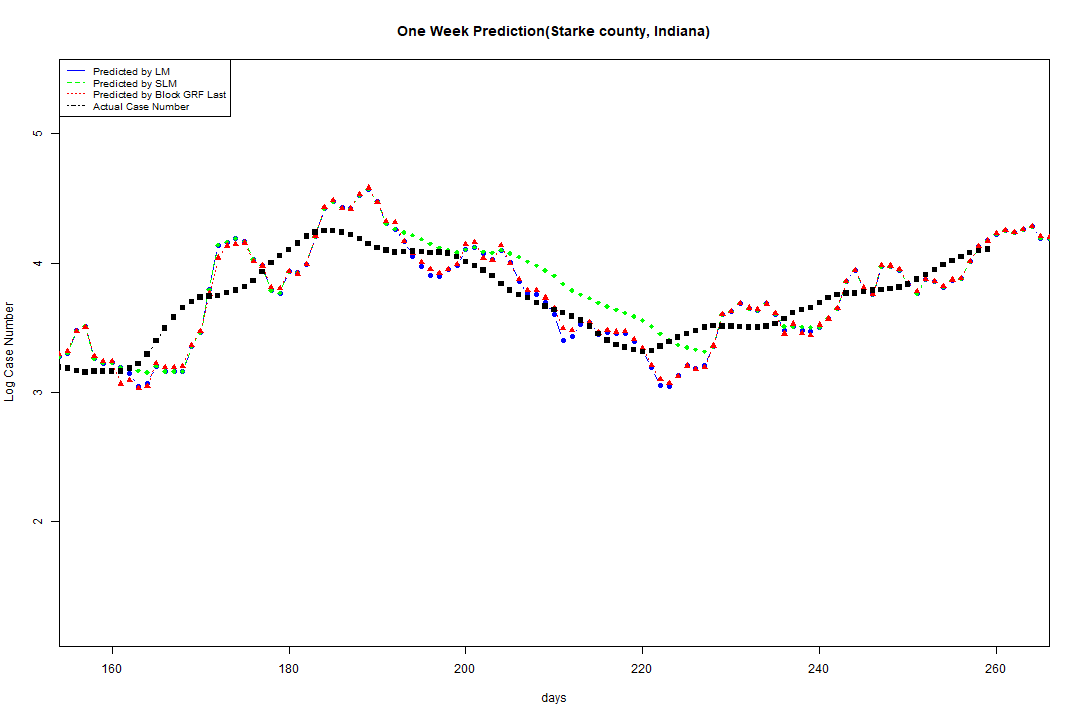 One Week Prediction(Starke county, Indiana)
Predicted by LM
Predicted by SLM
Predicted by Block GRF Last
Actual Case Number
5
4
3
2
Log Case Number
160
180
200
220
240
260
days